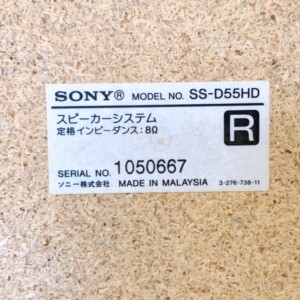 SONY® MODEL NO. SS-D55HD
スピーカーシステム
定格インピーダンス：8Ω
R
SERIAL NO. 1050667
ソニー株式会社 MADE IN MALAYSIA 3-276-738-11